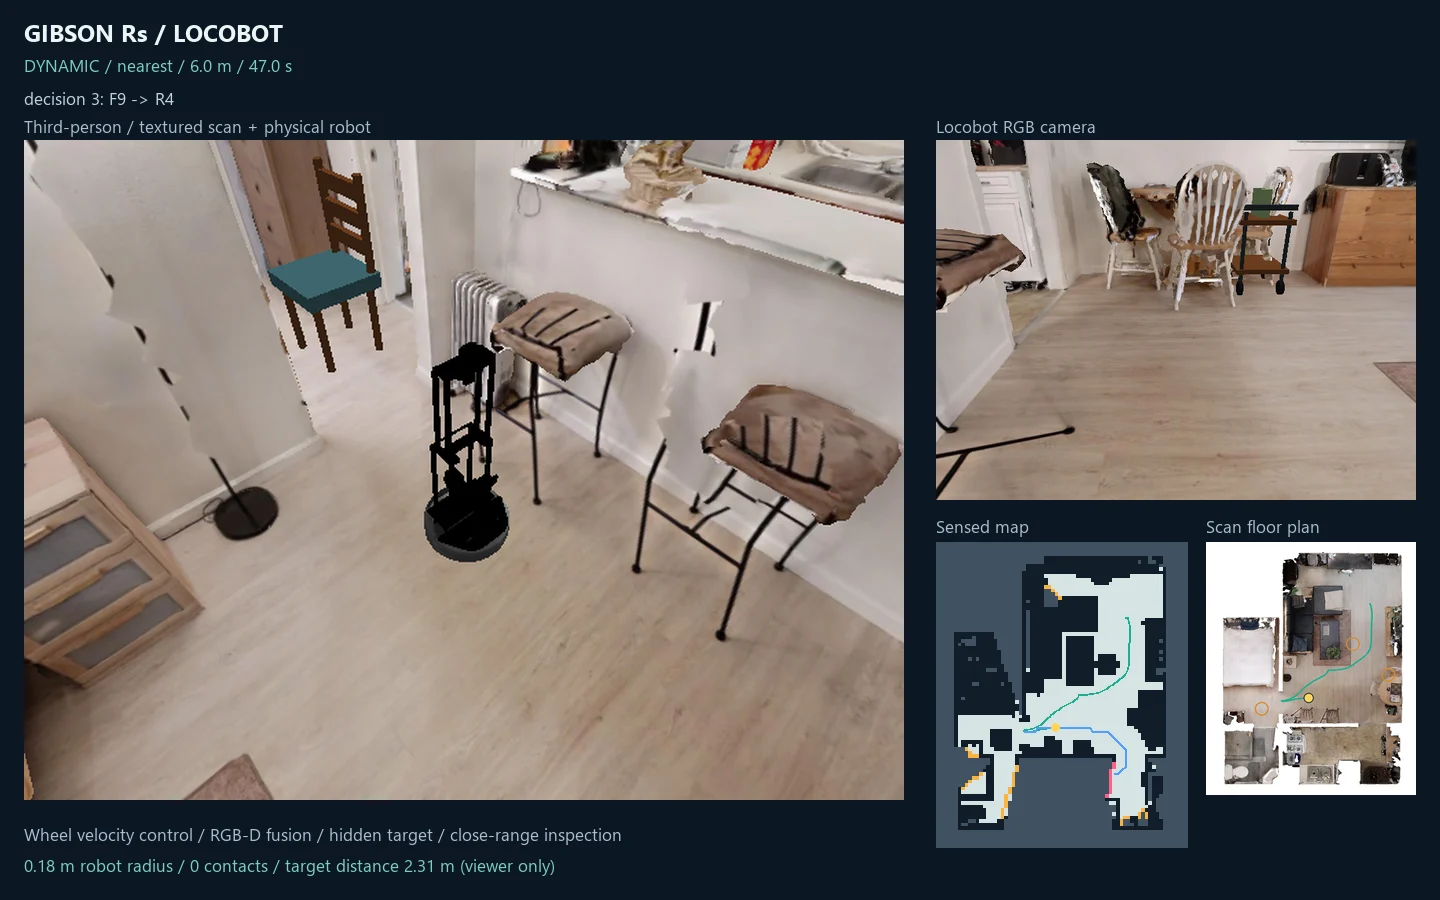 GIBSON Rs / LOCOBOT
DYNAMIC / nearest / 6.0 m / 47.0 s
decision 3: F9 -> R4
Third-person / textured scan + physical robot
Locobot RGB camera
Sensed map
Scan floor plan
Wheel velocity control / RGB-D fusion / hidden target / close-range inspection
0.18 m robot radius / 0 contacts / target distance 2.31 m (viewer only)